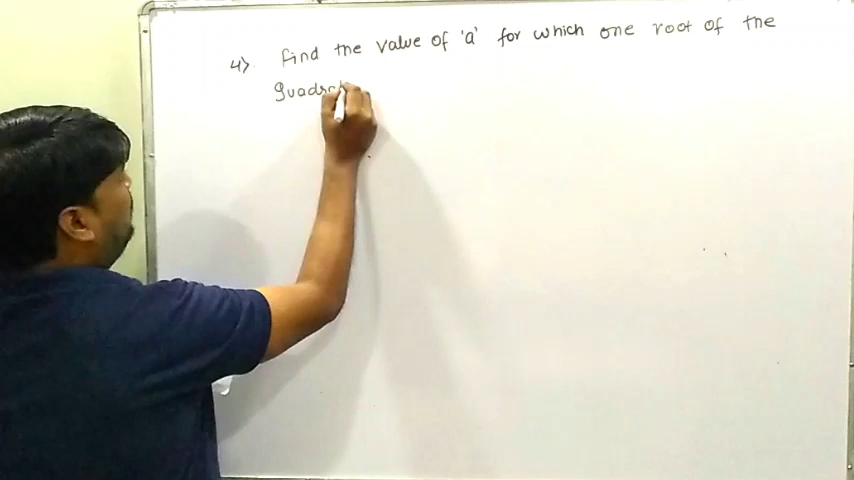 4). Find the value of 'a' for which one root of the